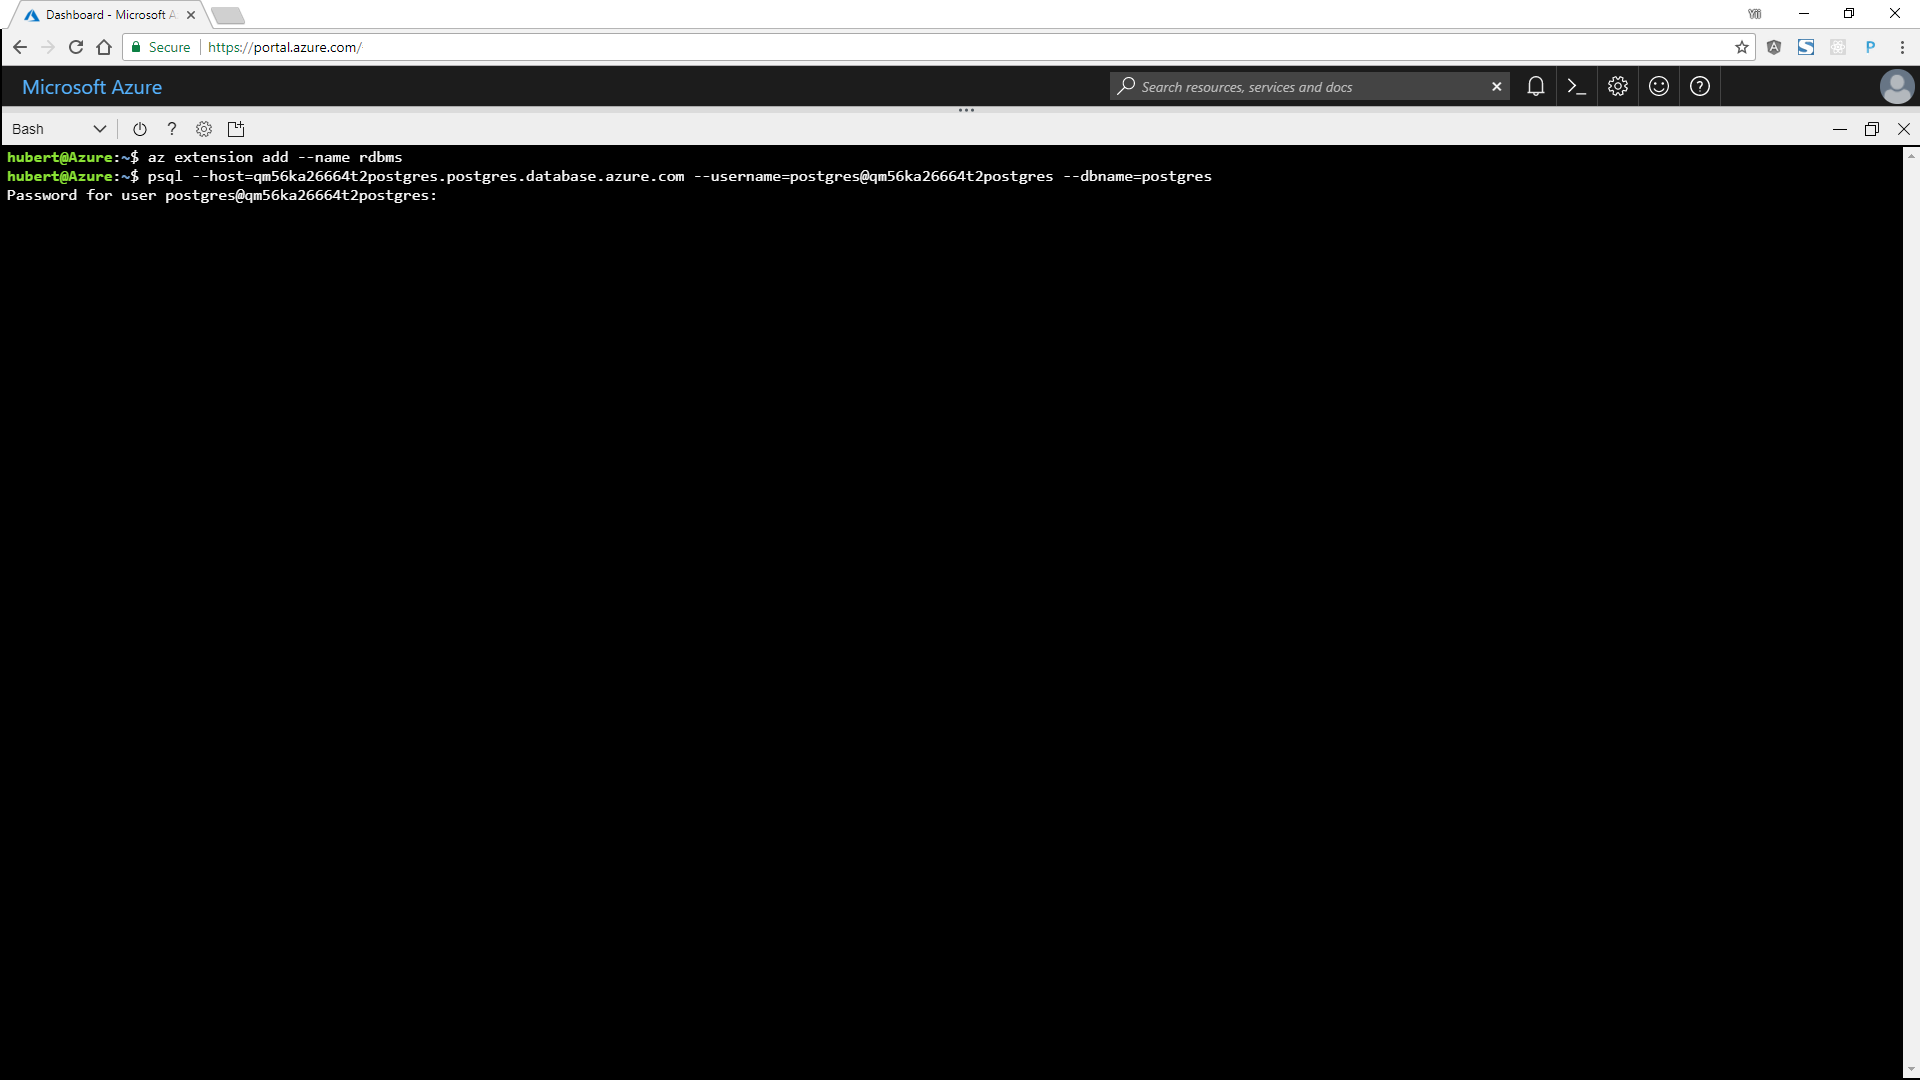 Dashboard - Microsoft A
Secure https://portal.azure.com/
Microsoft Azure
Search resources, services and docs
Bash
hubert@Azure:~$ az extension add --name rdbms
hubert@Azure:~$ psql --host=qm56ka26664t2postgres.postgres.database.azure.com --username=postgres@qm56ka26664t2postgres --dbname=postgres
Password for user postgres@qm56ka26664t2postgres: